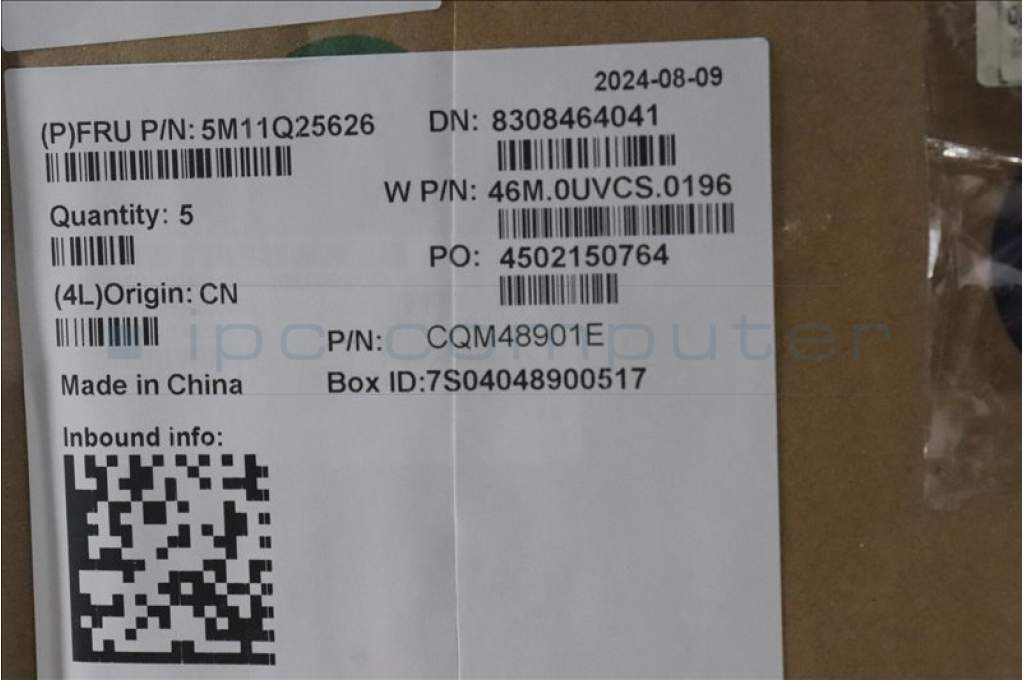 2024-08-09
(P)FRU P/N: 5M11Q25626
DN: 8308464041
W P/N: 46M.0UVCS.0196
Quantity: 5
PO: 4502150764
(4L)Origin: CN
P/N: CQM48901E
ipc-computer
Made in China
Box ID:7S04048900517
Inbound info: